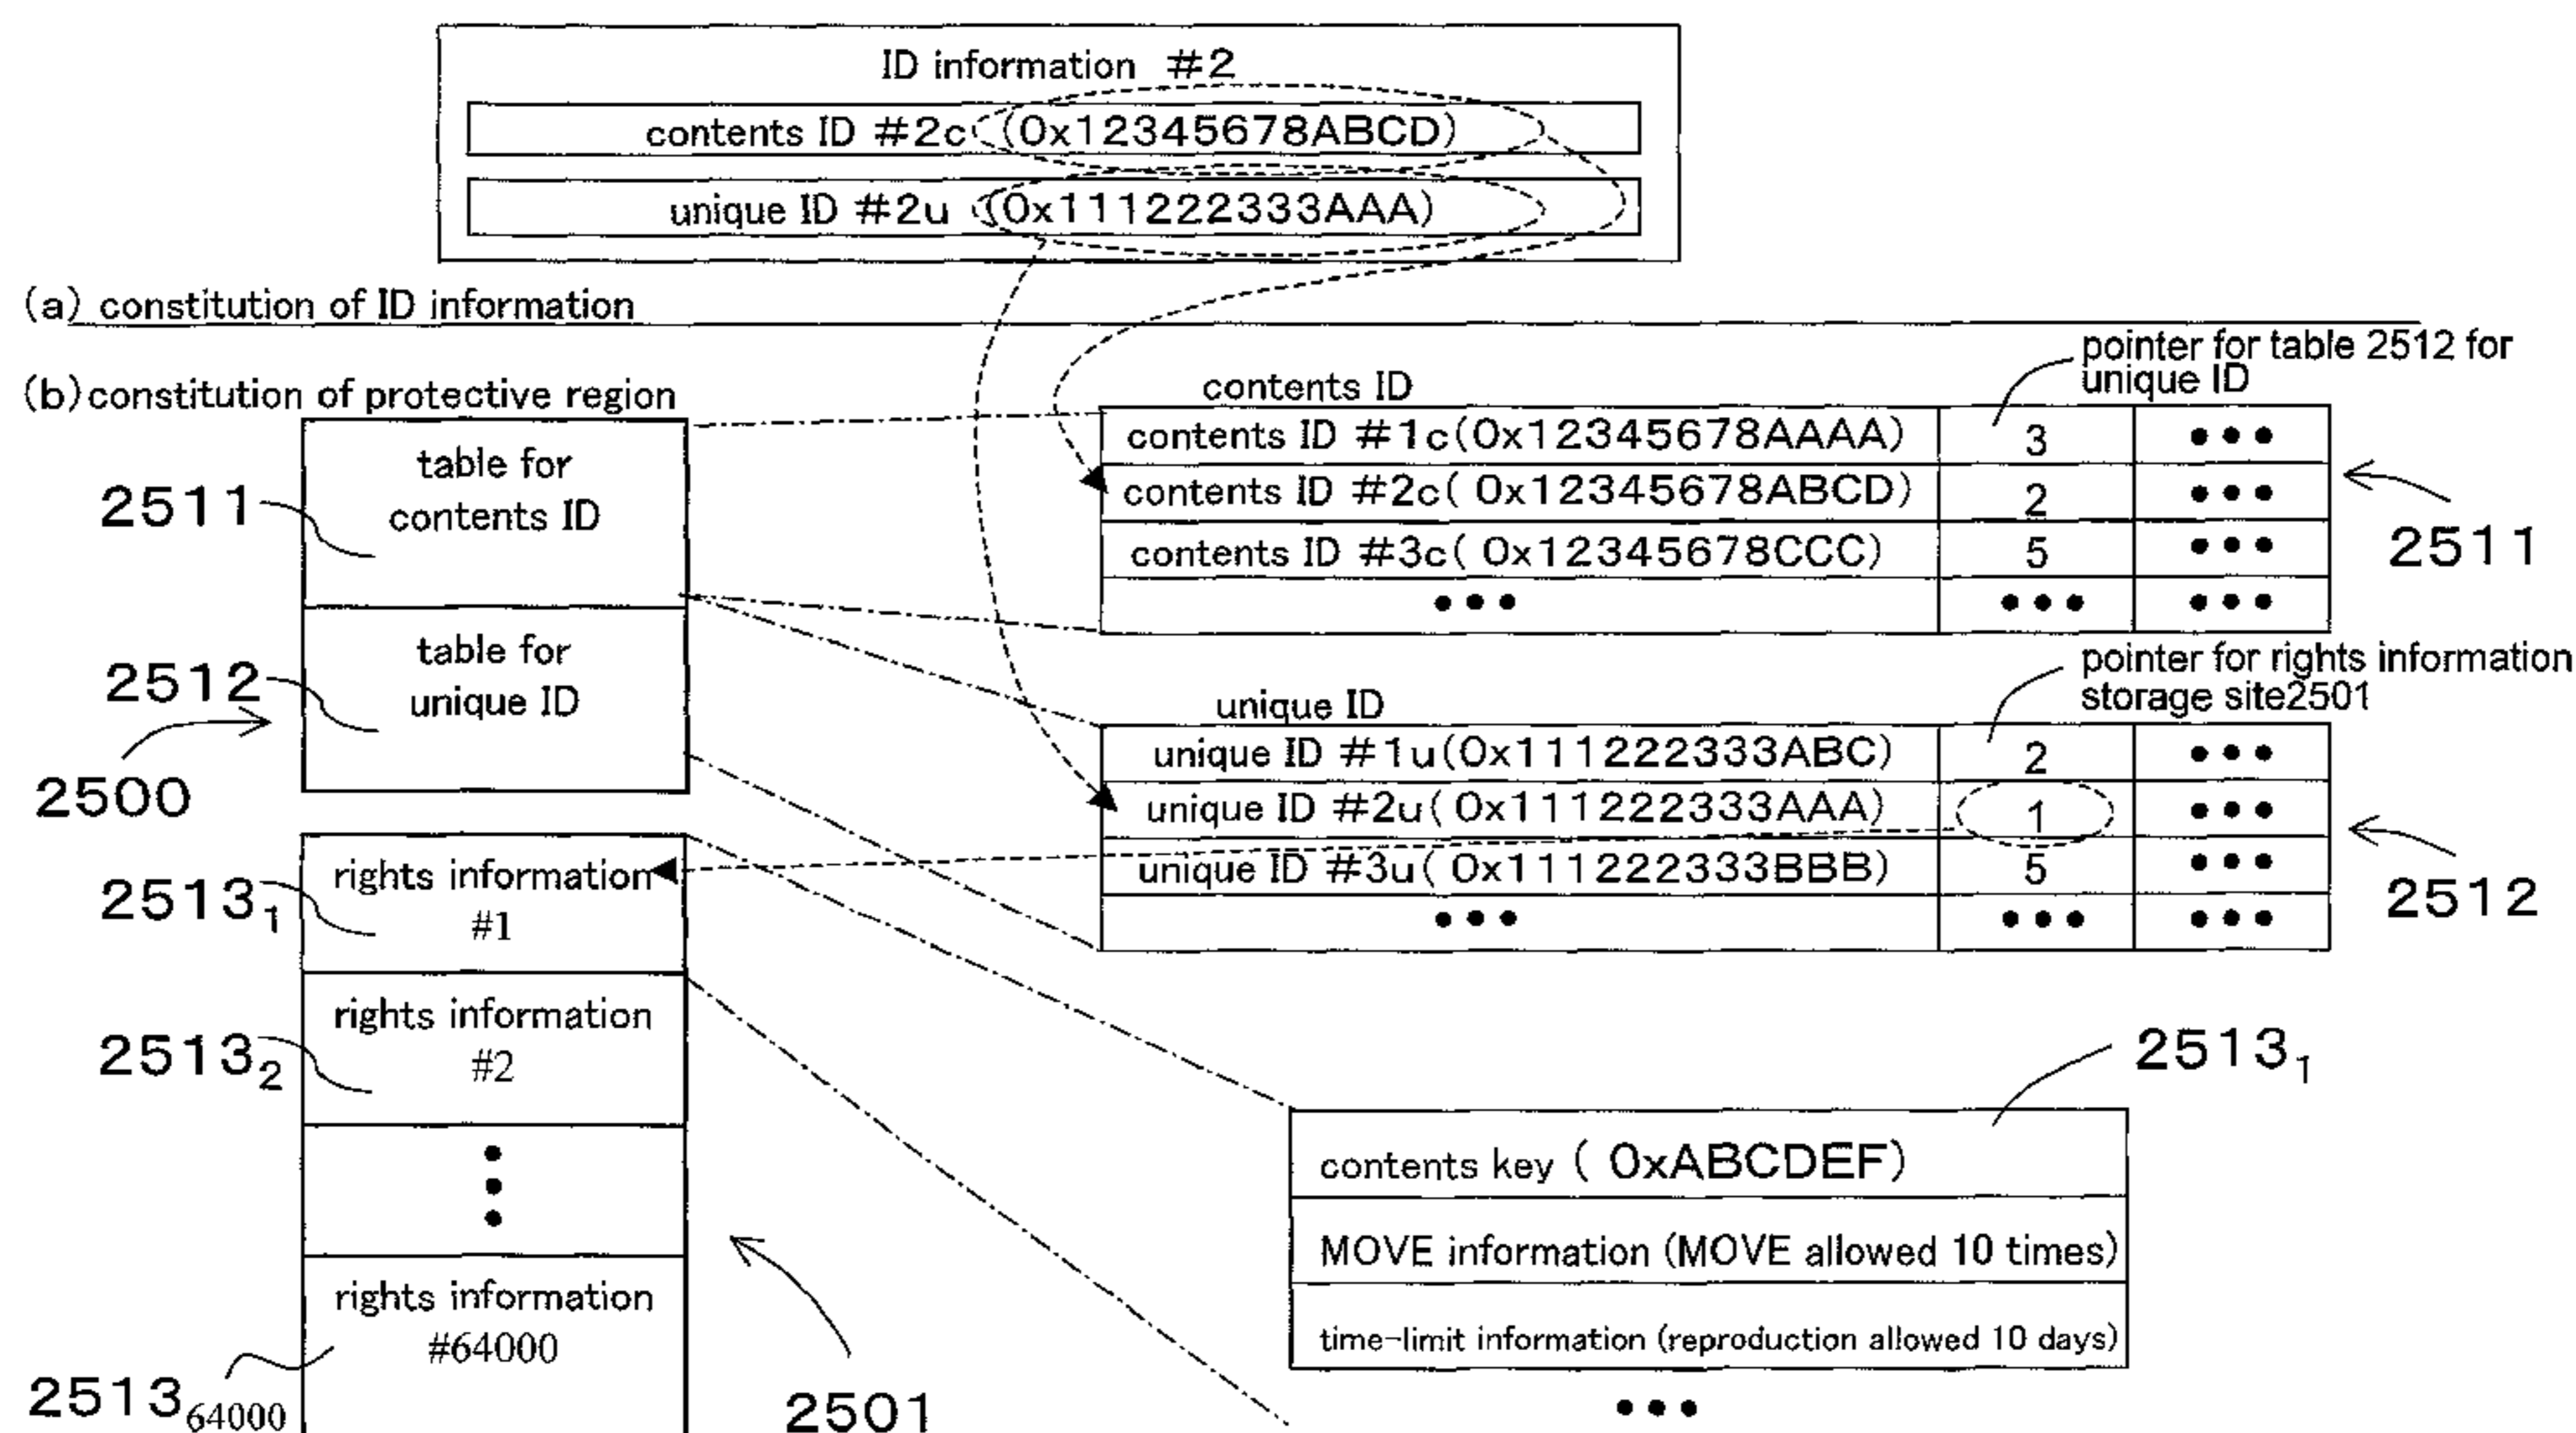 ID information #2
contents ID #2c (0x12345678ABCD)
unique ID #2u (0x111222333AAA)
(a) constitution of ID information
(b) constitution of protective region
table for
contents ID
2511
table for
unique ID
2512
2500
contents ID
pointer for table 2512 for
unique ID
contents ID #1c(0x12345678AAAA) 3 •••
contents ID #2c( 0x12345678ABCD) 2 •••
contents ID #3c( 0x12345678CCC) 5 •••
••• ••• •••
2511
unique ID
pointer for rights information
storage site2501
unique ID #1u(0x111222333ABC) 2 •••
unique ID #2u( 0x111222333AAA) 1 •••
unique ID #3u( 0x111222333BBB) 5 •••
••• ••• •••
2512
rights information
#1
2513₁
rights information
#2
2513₂
rights information
#64000
2513₆₄₀₀₀
2501
2513₁
contents key ( 0xABCDEF)
MOVE information (MOVE allowed 10 times)
time-limit information (reproduction allowed 10 days)
•••